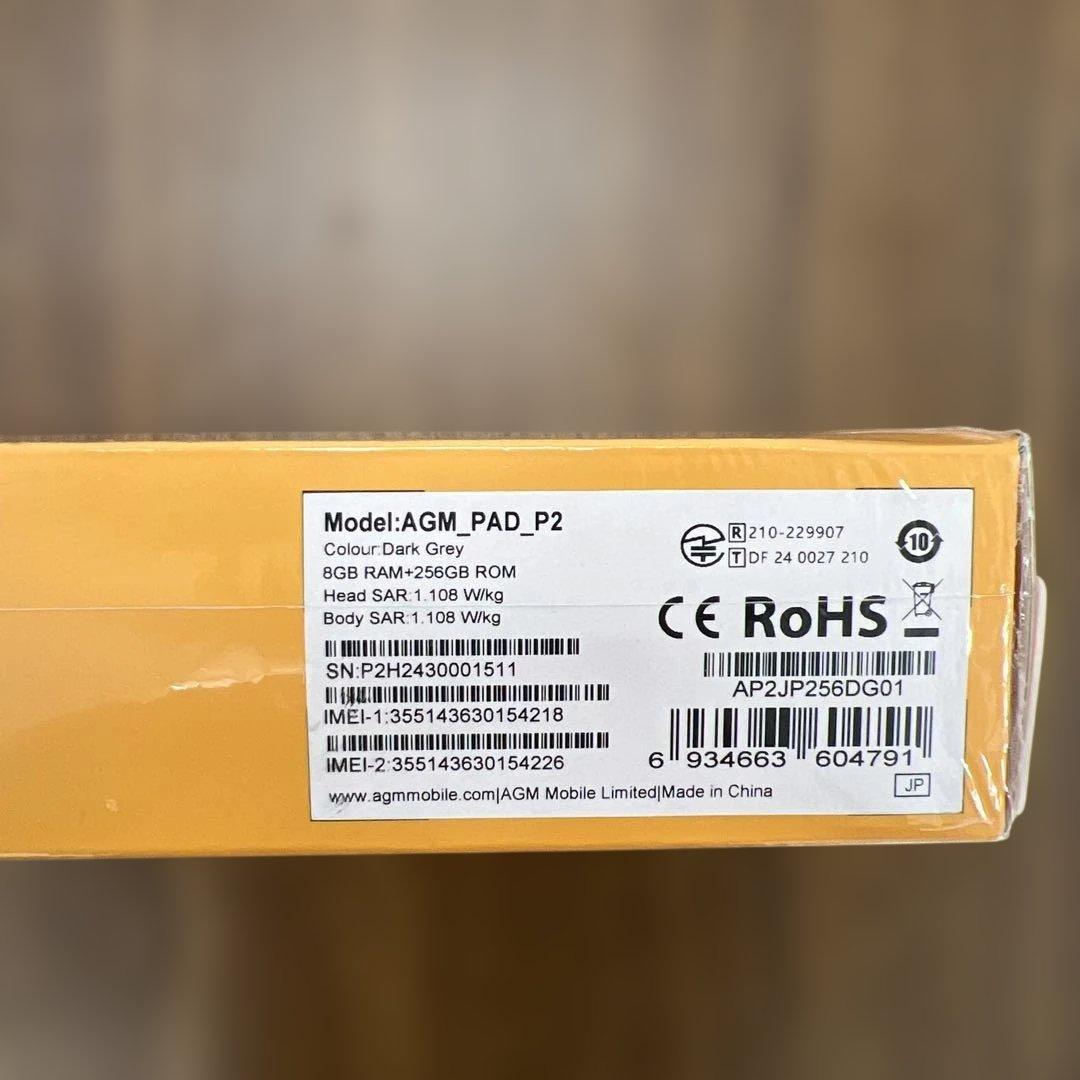 Model:AGM_PAD_P2
Colour:Dark Grey
8GB RAM+256GB ROM
Head SAR:1.108 W/kg
Body SAR:1.108 W/kg
SN:P2H2430001511
IMEI-1:355143630154218
IMEI-2:355143630154226
www.agmmobile.com|AGM Mobile Limited|Made in China
R 210-229907
T DF 24 0027 210
10
CE RoHS
AP2JP256DG01
6 934663 604791
JP